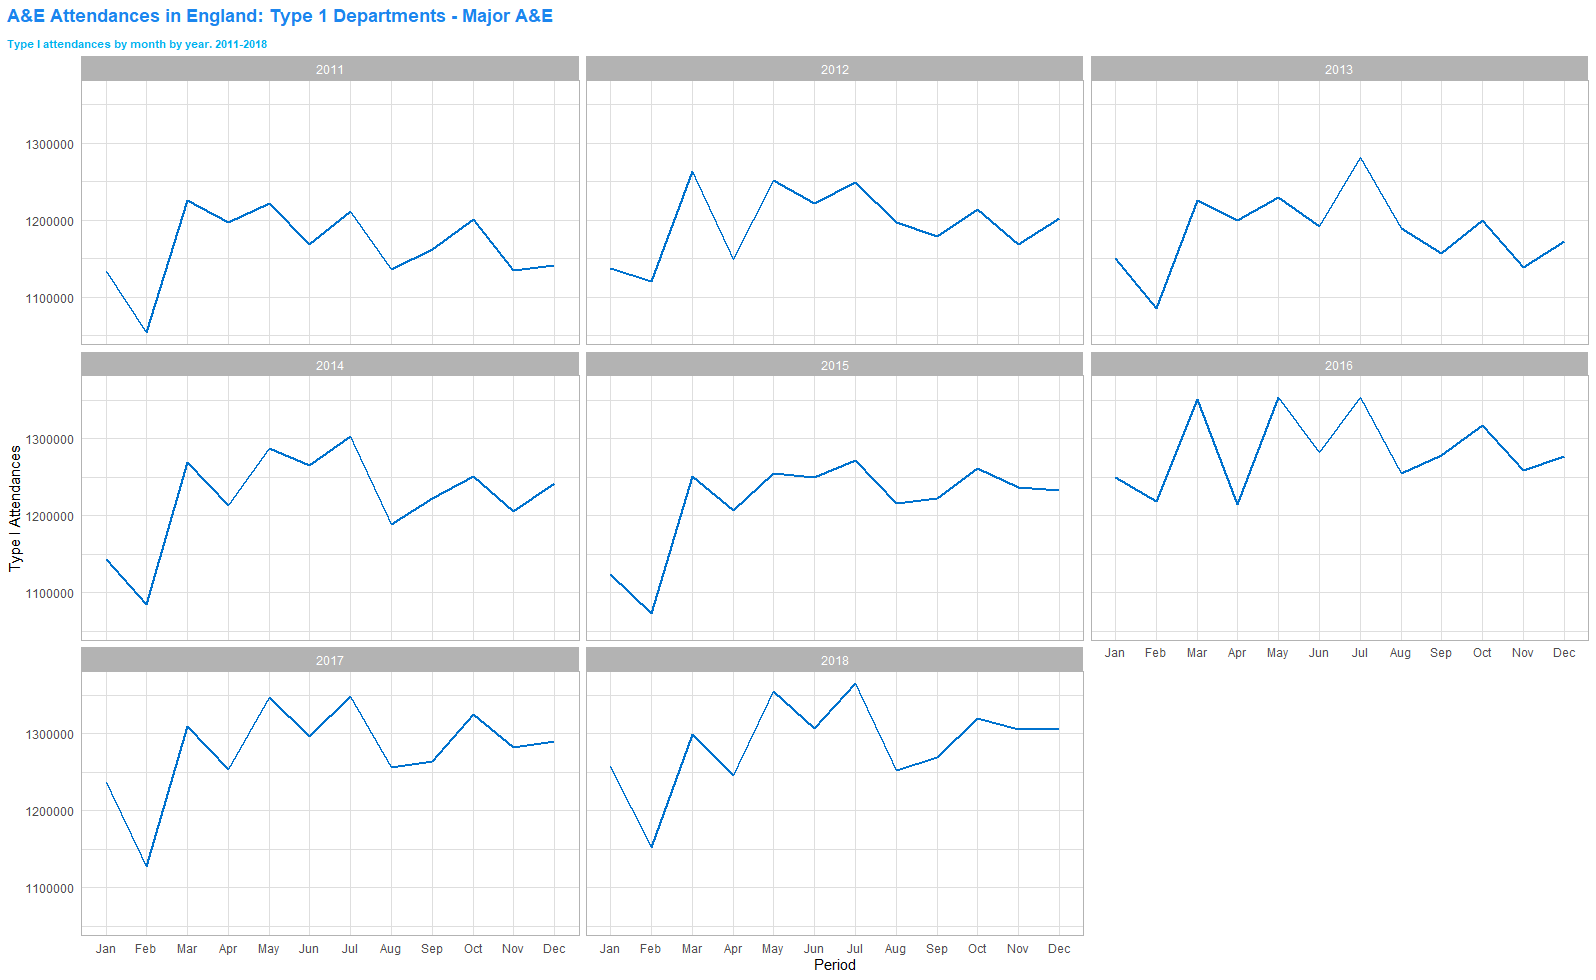 A&E Attendances in England: Type 1 Departments - Major A&E
Type I attendances by month by year. 2011-2018
2011 2012 2013
1300000
1200000
1100000
2014 2015 2016
1300000
1200000
1100000
Type I Attendances
Jan Feb Mar Apr May Jun Jul Aug Sep Oct Nov Dec
2017 2018
1300000
1200000
1100000
Jan Feb Mar Apr May Jun Jul Aug Sep Oct Nov Dec Jan Feb Mar Apr May Jun Jul Aug Sep Oct Nov Dec
Period